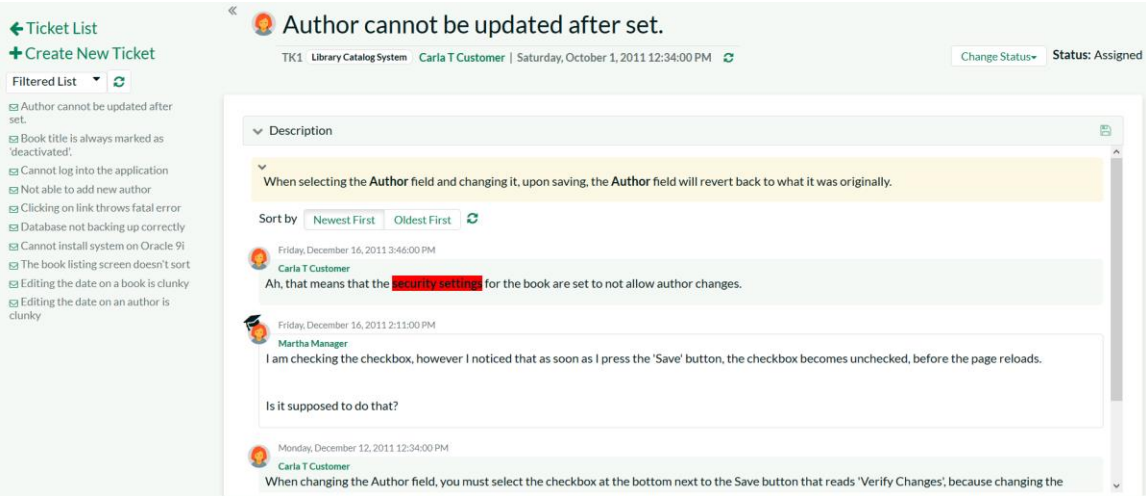 Ticket List
Create New Ticket
Filtered List
Author cannot be updated after
set.
Book title is always marked as
'deactivated'.
Cannot log into the application
Not able to add new author
Clicking on link throws fatal error
Database not backing up correctly
Cannot install system on Oracle 9i
The book listing screen doesn't sort
Editing the date on a book is clunky
Editing the date on an author is
clunky
Author cannot be updated after set.
TK1 Library Catalog System Carla T Customer | Saturday, October 1, 2011 12:34:00 PM
Change Status
Status: Assigned
Description
When selecting the Author field and changing it, upon saving, the Author field will revert back to what it was originally.
Sort by Newest First Oldest First
Friday, December 16, 2011 3:46:00 PM
Carla T Customer
Ah, that means that the security settings for the book are set to not allow author changes.
Friday, December 16, 2011 2:11:00 PM
Martha Manager
I am checking the checkbox, however I noticed that as soon as I press the 'Save' button, the checkbox becomes unchecked, before the page reloads.
Is it supposed to do that?
Monday, December 12, 2011 12:34:00 PM
Carla T Customer
When changing the Author field, you must select the checkbox at the bottom next to the Save button that reads 'Verify Changes', because changing the